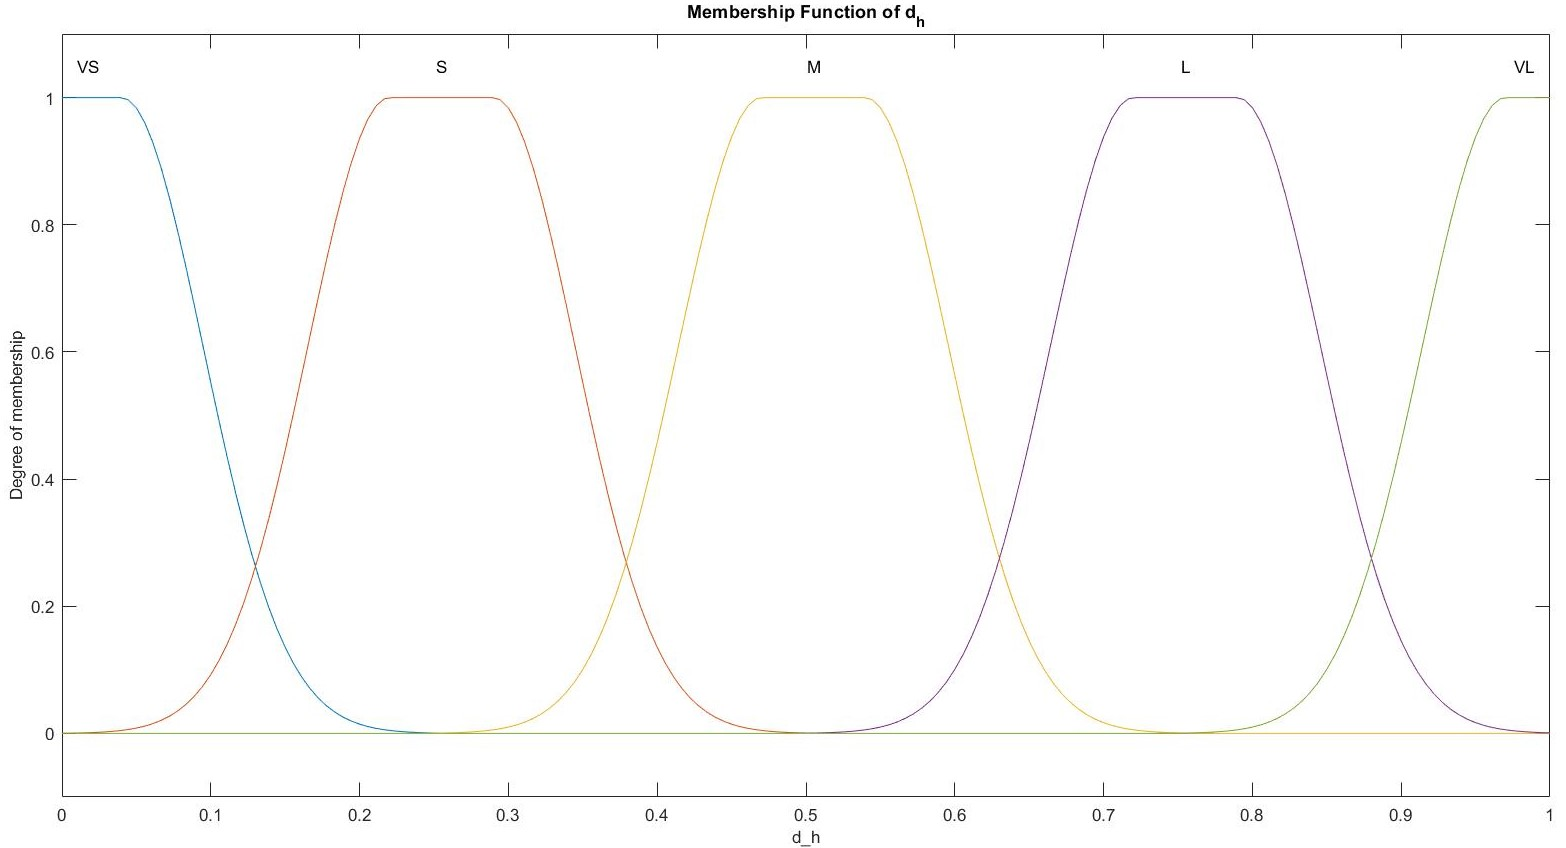 Membership Function of d_h
VS S M L VL
1
0.8
0.6
0.4
0.2
0
Degree of membership
0 0.1 0.2 0.3 0.4 0.5 0.6 0.7 0.8 0.9 1
d_h